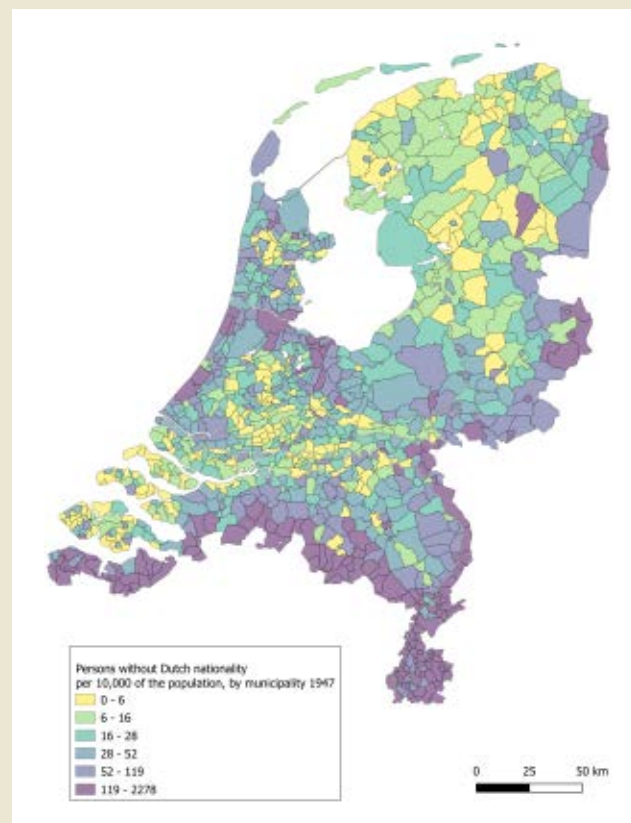 Persons without Dutch nationality
per 10,000 of the population, by municipality 1947
0 - 6
6 - 16
16 - 28
28 - 52
52 - 119
119 - 2278
0 25 50 km